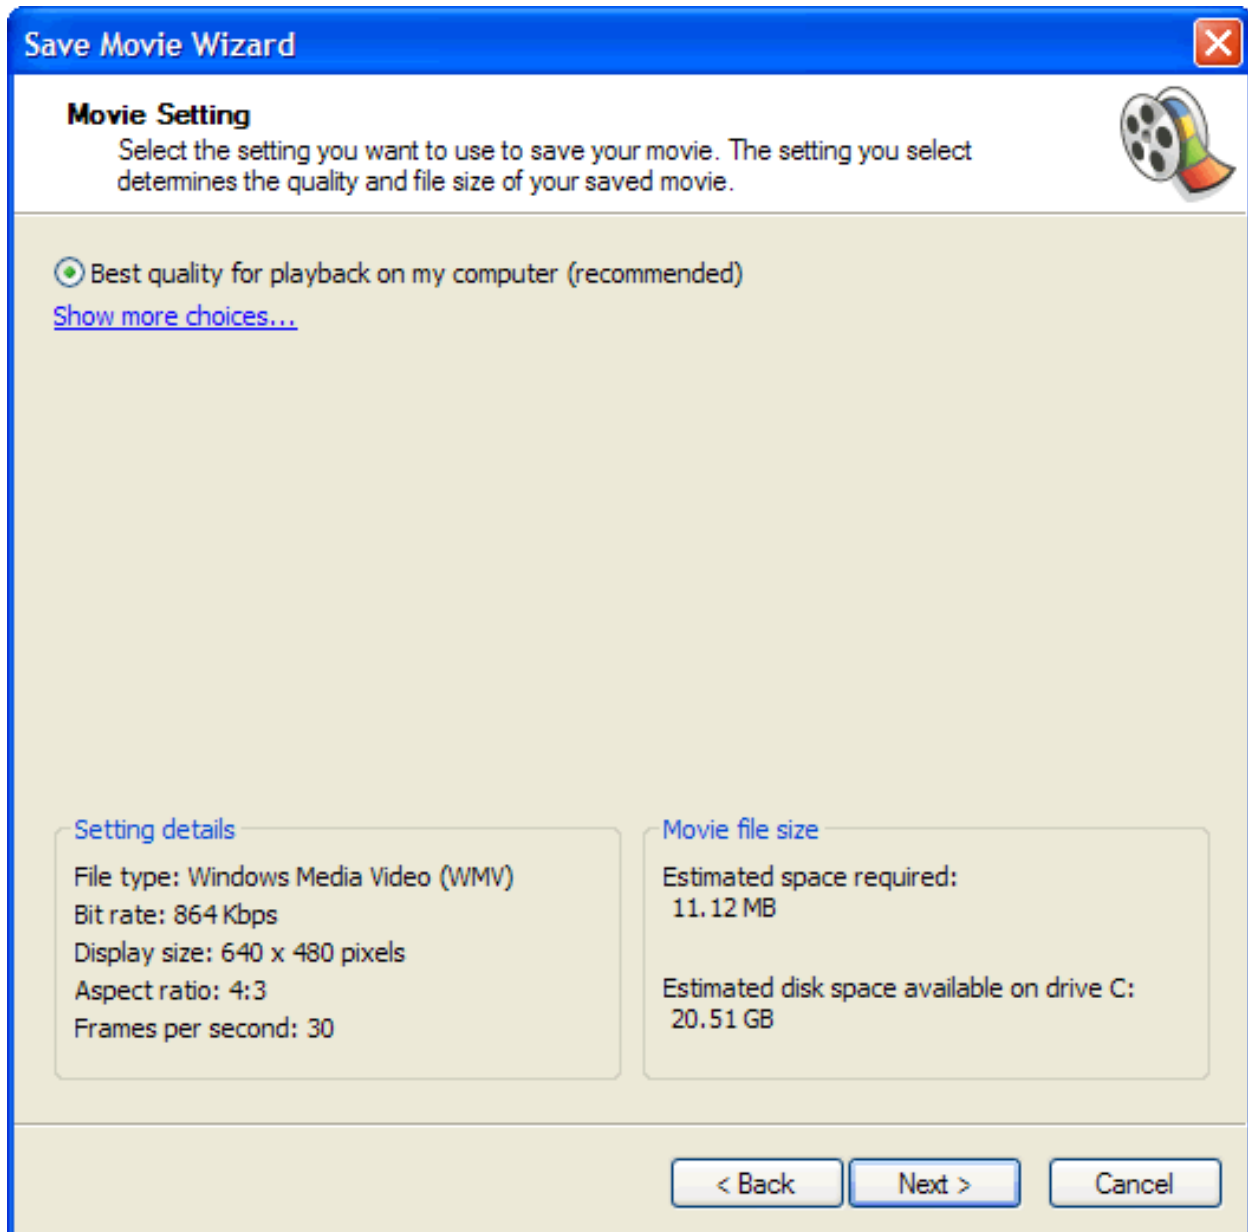 Save Movie Wizard
Movie Setting
Select the setting you want to use to save your movie. The setting you select
determines the quality and file size of your saved movie.
Best quality for playback on my computer (recommended)
Show more choices...
Setting details
File type: Windows Media Video (WMV)
Bit rate: 864 Kbps
Display size: 640 x 480 pixels
Aspect ratio: 4:3
Frames per second: 30
Movie file size
Estimated space required:
11.12 MB
Estimated disk space available on drive C:
20.51 GB
< Back
Next >
Cancel